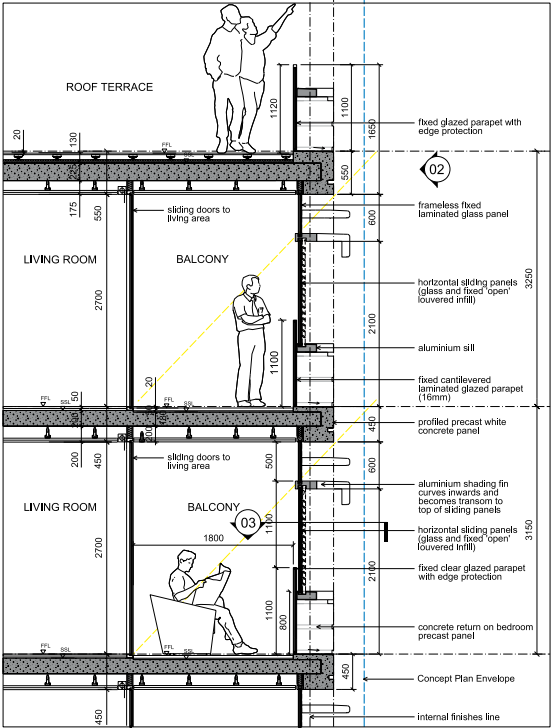 ROOF TERRACE
1120
1100
1650
fixed glazed parapet with
edge protection
20
130
FFL
SSL
550
02
175
550
sliding doors to
living area
frameless fixed
laminated glass panel
600
LIVING ROOM
BALCONY
horizontal sliding panels
(glass and fixed 'open'
louvered infill)
3250
2700
2100
1100
aluminium sill
20
fixed cantilevered
laminated glazed parapet
(16mm)
FFL
SSL
50
FFL
SSL
200
450
profiled precast white
concrete panel
200
450
sliding doors to
living area
500
600
aluminium shading fin
curves inwards and
becomes transom to
top of sliding panels
LIVING ROOM
BALCONY
03
1100
1800
horizontal sliding panels
(glass and fixed 'open'
louvered infill)
3150
2700
2100
fixed clear glazed parapet
with edge protection
1100
800
concrete return on bedroom
precast panel
FFL
SSL
FFL
SSL
450
Concept Plan Envelope
450
internal finishes line